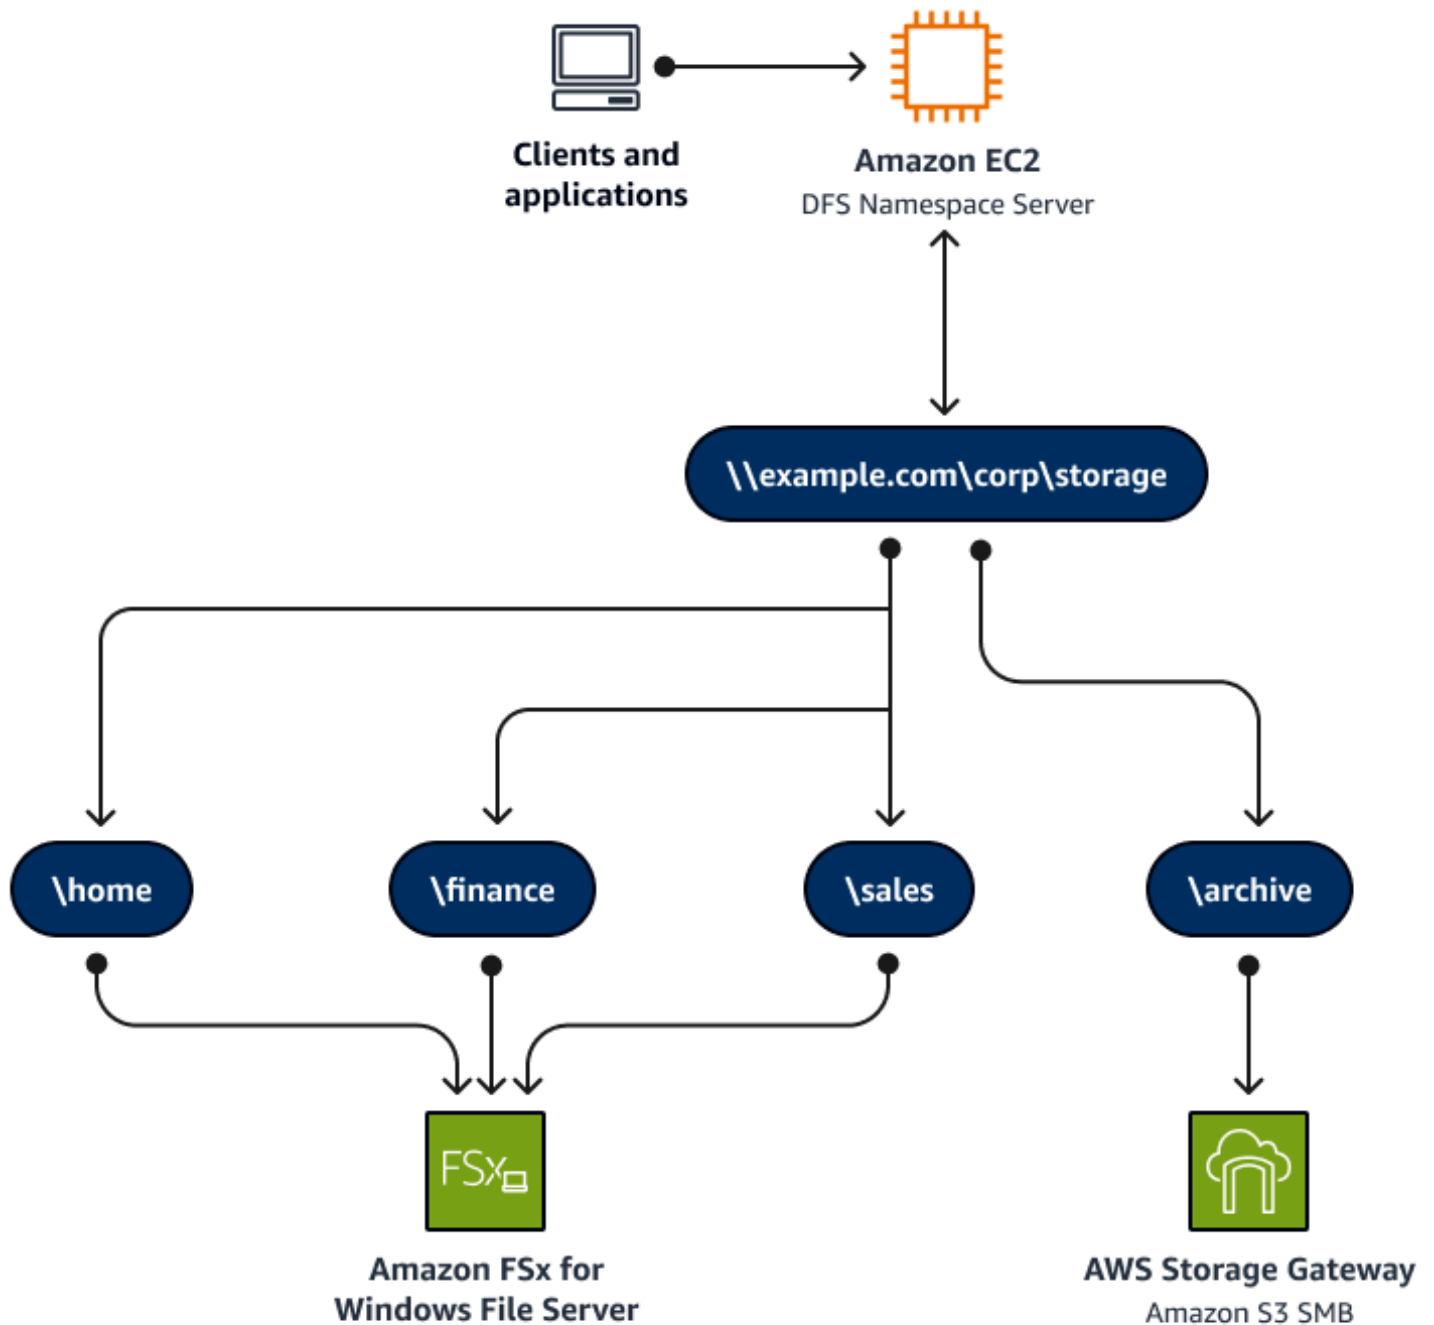 Clients and
applications
Amazon EC2
DFS Namespace Server
\\example.com\corp\storage
\home
\finance
\sales
\archive
FSx
Amazon FSx for
Windows File Server
AWS Storage Gateway
Amazon S3 SMB